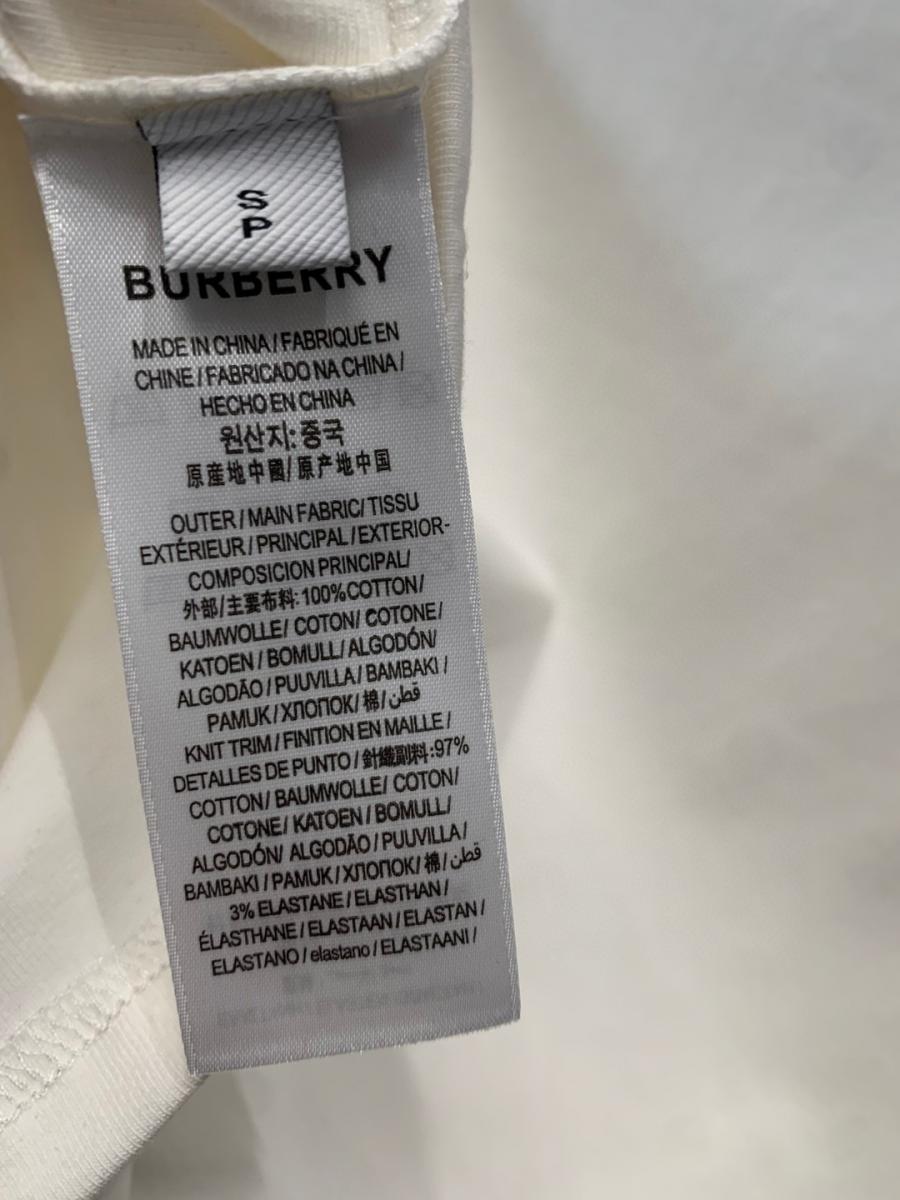 S
P
BURBERRY
MADE IN CHINA / FABRIQUÉ EN
CHINE / FABRICADO NA CHINA /
HECHO EN CHINA
원산지: 중국
原産地中國/ 原产地中国
OUTER / MAIN FABRIC/ TISSU
EXTÉRIEUR / PRINCIPAL / EXTERIOR-
COMPOSICION PRINCIPAL/
外部/主要布料: 100% COTTON /
BAUMWOLLE/ COTON/ COTONE /
KATOEN / BOMULL/ ALGODÓN/
ALGODÃO / PUUVILLA / BAMBAKI /
PAMUK / ХЛОПОК/ 棉/ قطن
KNIT TRIM / FINITION EN MAILLE /
DETALLES DE PUNTO / 針織副料: 97%
COTTON / BAUMWOLLE/ COTON/
COTONE/ KATOEN / BOMULL/
ALGODÓN/ ALGODÃO / PUUVILLA /
BAMBAKI / PAMUK / ХЛОПОК/ 棉/ قطن
3% ELASTANE / ELASTHAN /
ÉLASTHANE / ELASTAAN / ELASTAN /
ELASTANO / elastano / ELASTAANI /